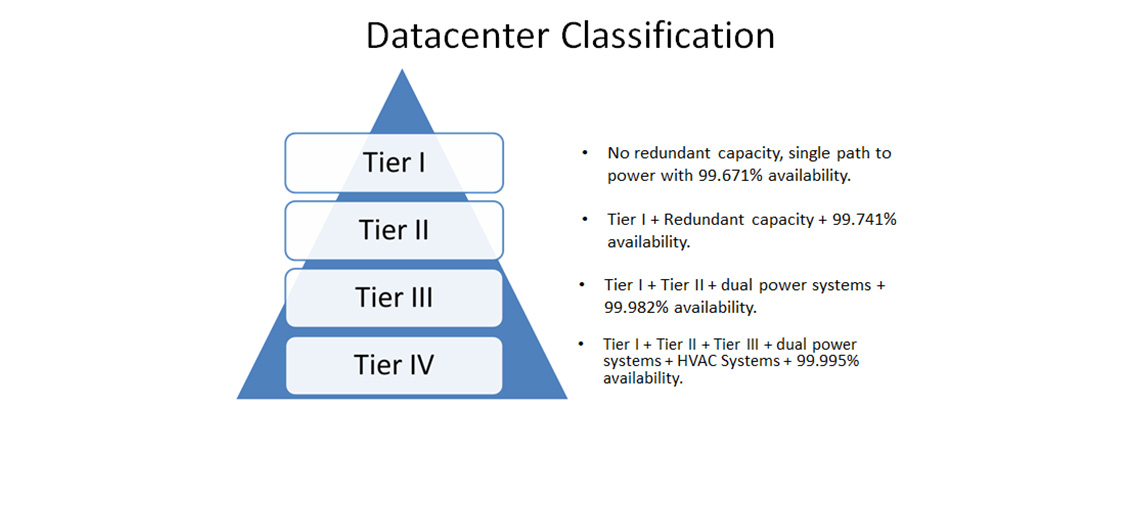 Datacenter Classification
Tier I
• No redundant capacity, single path to
power with 99.671% availability.
Tier II
• Tier I + Redundant capacity + 99.741%
availability.
Tier III
• Tier I + Tier II + dual power systems +
99.982% availability.
Tier IV
• Tier I + Tier II + Tier III + dual power
systems + HVAC Systems + 99.995%
availability.